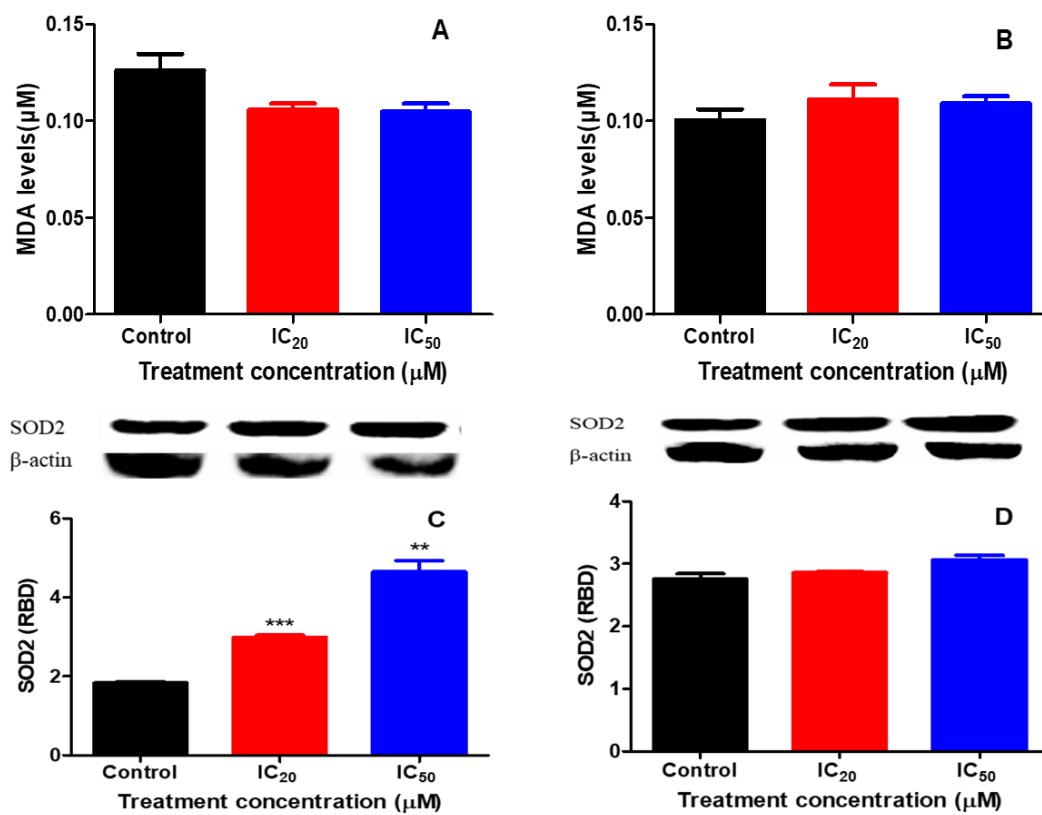 A
0.15
0.10
0.05
0.00
MDA levels(µM)
Control
IC20
IC50
Treatment concentration (µM)
B
0.15
0.10
0.05
0.00
MDA levels(µM)
Control
IC20
IC50
Treatment concentration (µM)
SOD2
β-actin
SOD2
β-actin
C
6
4
2
0
SOD2 (RBD)
***
**
Control
IC20
IC50
Treatment concentration (µM)
D
4
3
2
1
0
SOD2 (RBD)
Control
IC20
IC50
Treatment concentration (µM)